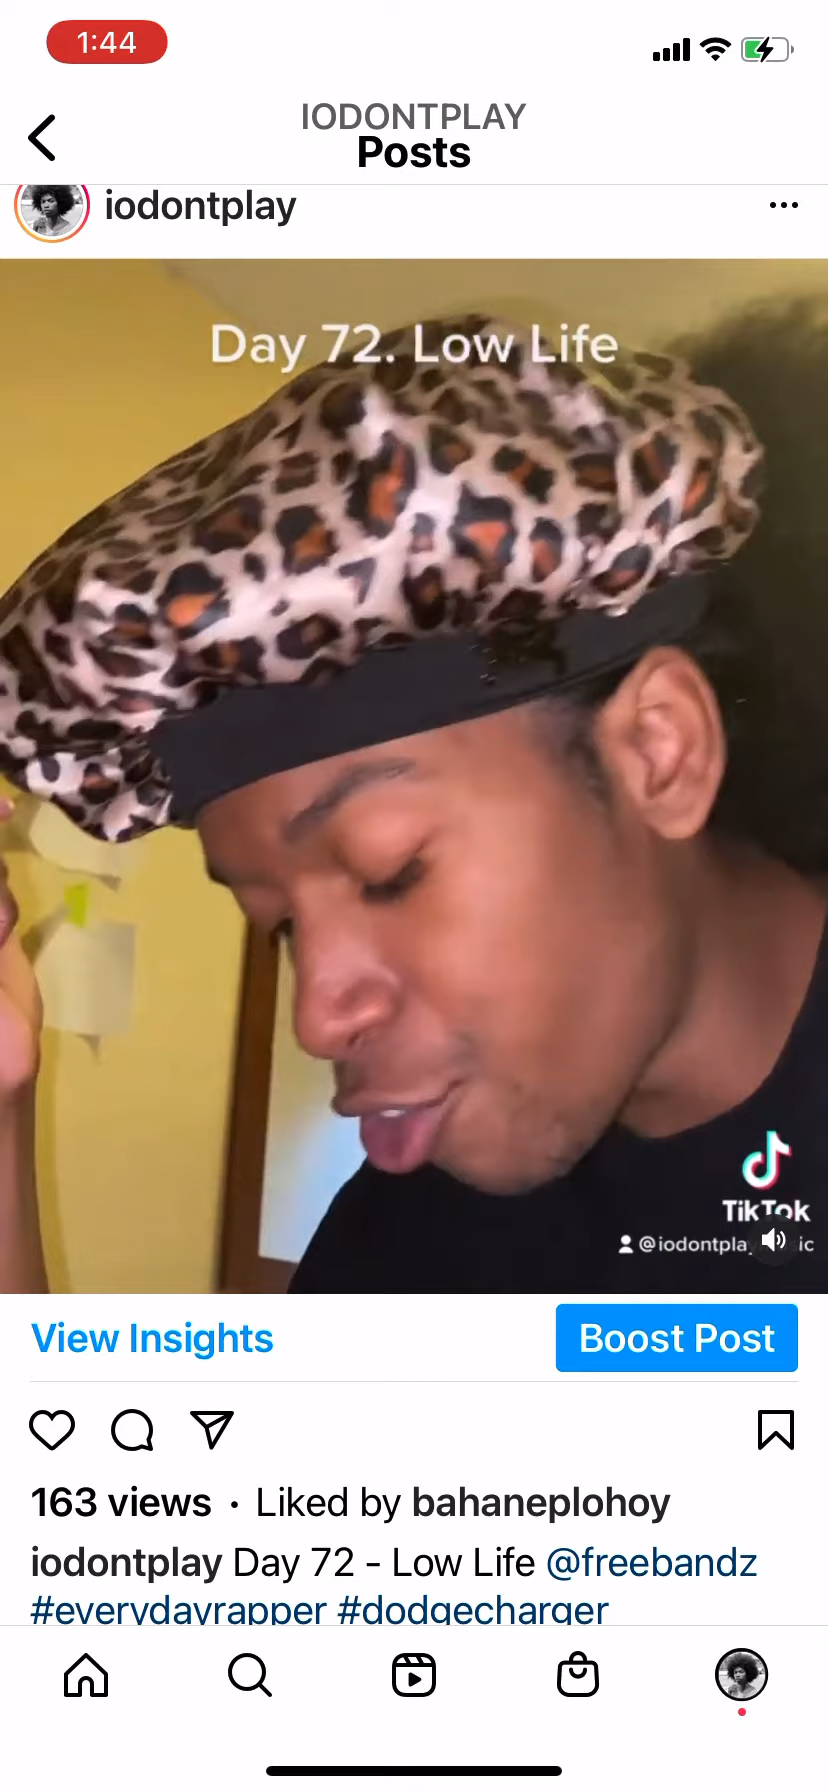 1:44
IODONTPLAY
Posts
iodontplay
Day 72. Low Life
TikTok
@iodontpla ic
View Insights
Boost Post
163 views · Liked by bahaneplohoy
iodontplay Day 72 - Low Life @freebandz
#everydayrapper #dodgecharger